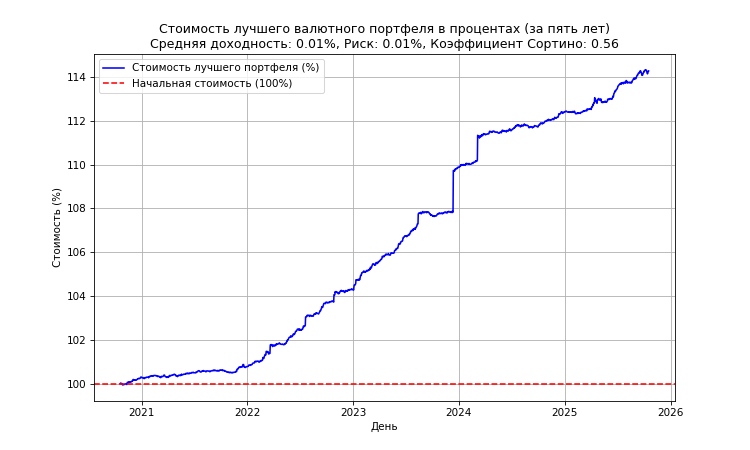 Стоимость лучшего валютного портфеля в процентах (за пять лет)
Средняя доходность: 0.01%, Риск: 0.01%, Коэффициент Сортино: 0.56
Стоимость лучшего портфеля (%)
Начальная стоимость (100%)
Стоимость (%)
114
112
110
108
106
104
102
100
2021
2022
2023
2024
2025
2026
День